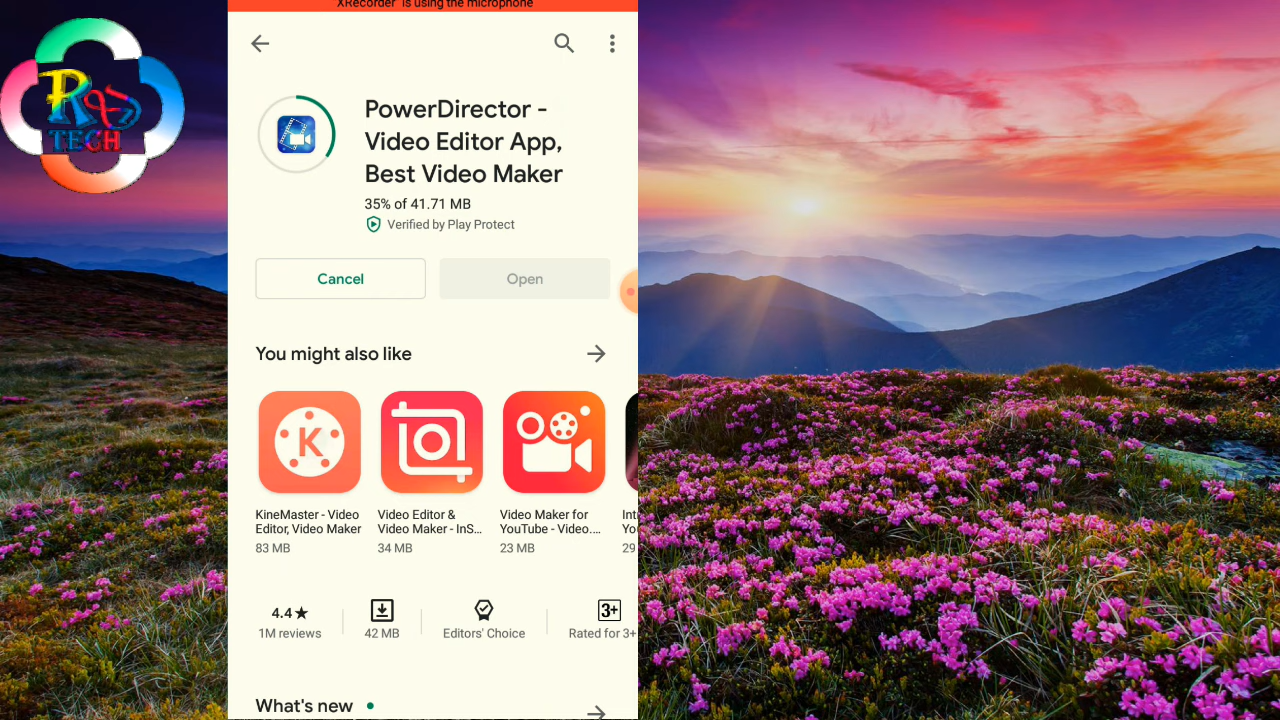 "XRecorder" is using the microphone
RAJ
TECH
PowerDirector -
Video Editor App,
Best Video Maker
35% of 41.71 MB
Verified by Play Protect
Cancel
Open
You might also like
K
KineMaster - Video
Editor, Video Maker
83 MB
Video Editor &
Video Maker - InS...
34 MB
Video Maker for
YouTube - Video....
23 MB
29
4.4★
1M reviews
42 MB
Editors' Choice
3+
Rated for 3+
What's new